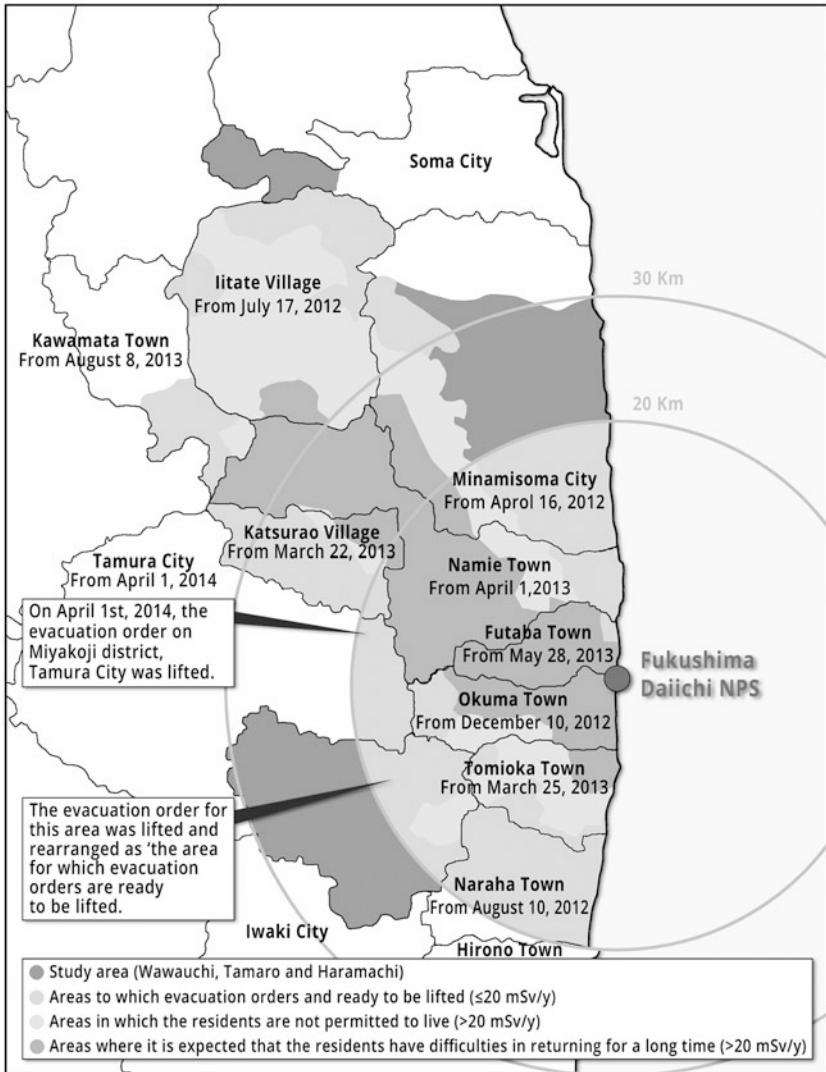 Soma City
Iitate Village
From July 17, 2012
30 Km
Kawamata Town
From August 8, 2013
20 Km
Minamisoma City
From Aprol 16, 2012
Katsurao Village
From March 22, 2013
Tamura City
From April 1, 2014
Namie Town
From April 1,2013
On April 1st, 2014, the
evacuation order on
Miyakoji district,
Tamura City was lifted.
Futaba Town
From May 28, 2013
Fukushima
Daiichi NPS
Okuma Town
From December 10, 2012
Tomioka Town
From March 25, 2013
The evacuation order for
this area was lifted and
rearranged as ‘the area
for which evacuation
orders are ready
to be lifted.
Naraha Town
From August 10, 2012
Iwaki City
Hirono Town
Study area (Wawauchi, Tamaro and Haramachi)
Areas to which evacuation orders and ready to be lifted (≤20 mSv/y)
Areas in which the residents are not permitted to live (>20 mSv/y)
Areas where it is expected that the residents have difficulties in returning for a long time (>20 mSv/y)